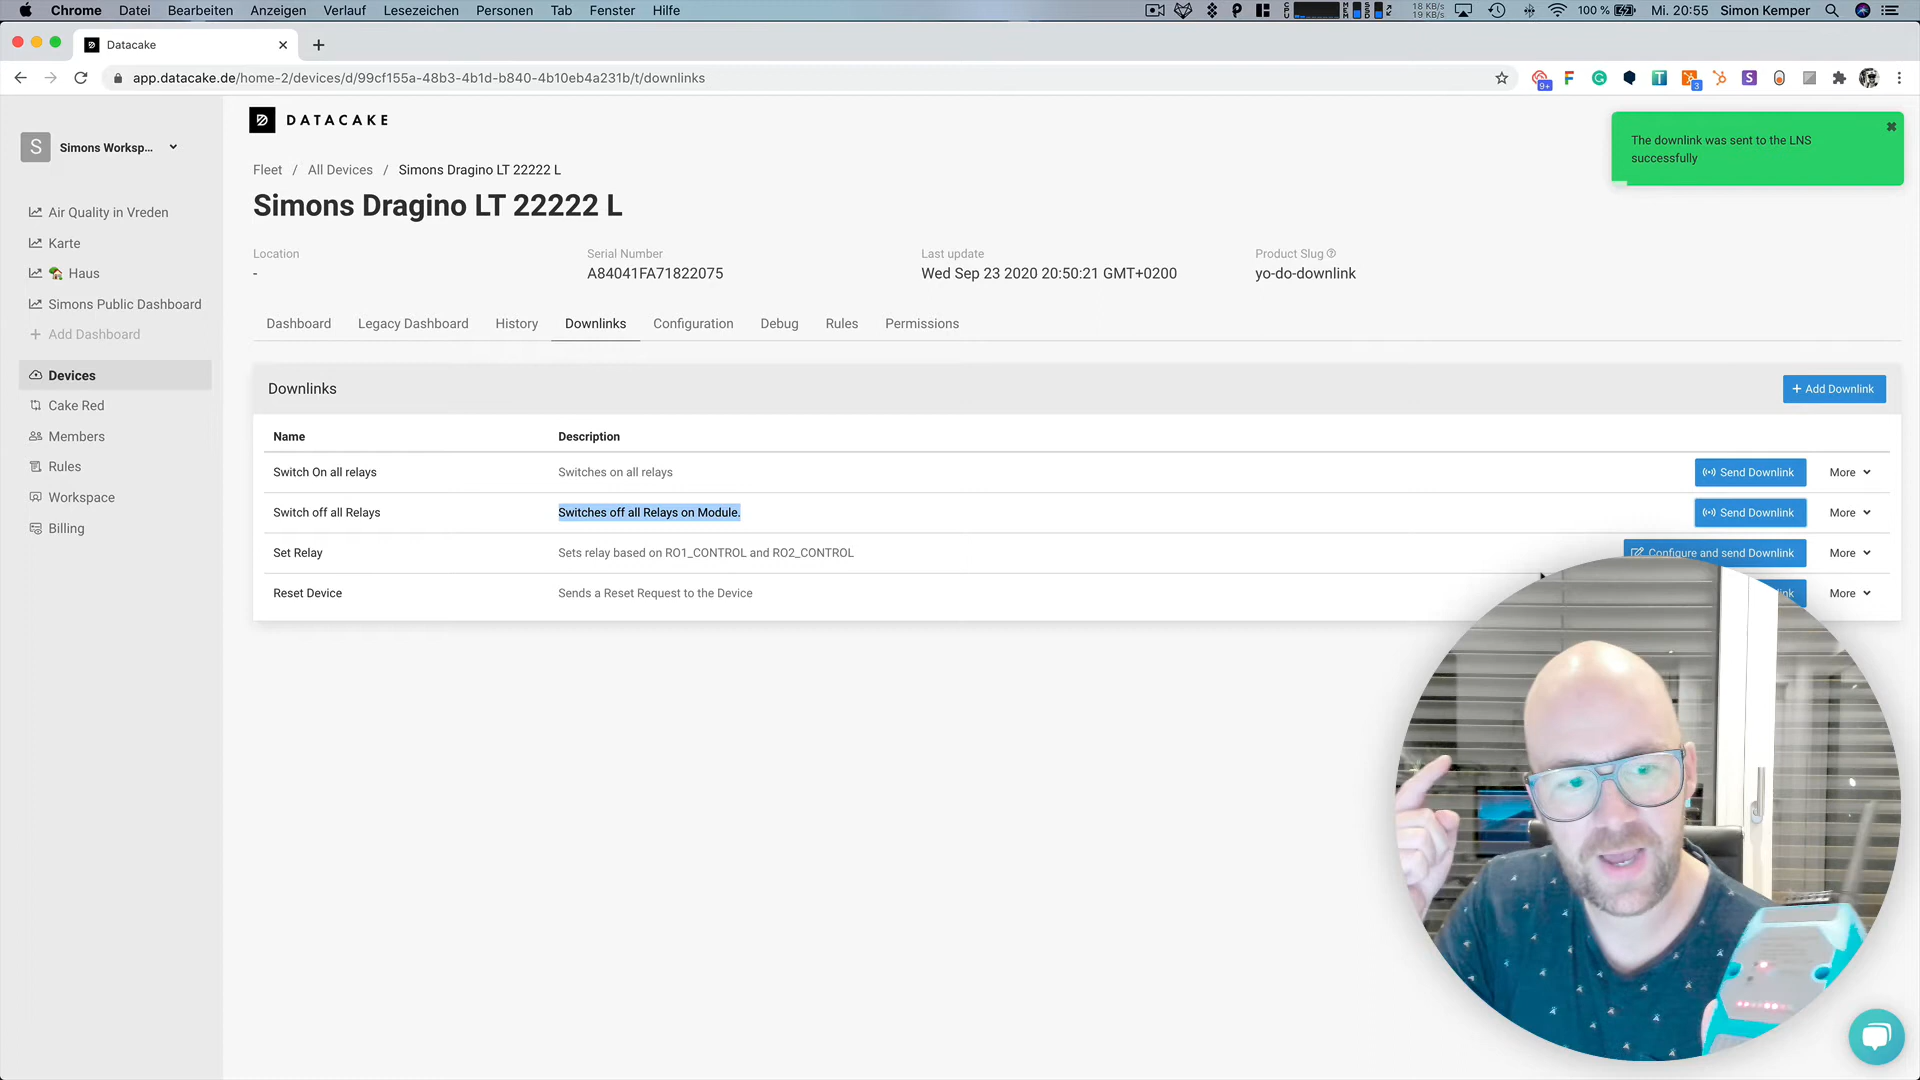 Chrome Datei Bearbeiten Anzeigen Verlauf Lesezeichen Personen Tab Fenster Hilfe
18 KB/s
19 KB/s
100 % Mi. 20:55 Simon Kemper
Datacake
app.datacake.de/home-2/devices/d/99cf155a-48b3-4b1d-b840-4b10eb4a231b/t/downlinks
9+
3
S Simons Worksp...
Air Quality in Vreden
Karte
Haus
Simons Public Dashboard
+ Add Dashboard
Devices
Cake Red
Members
Rules
Workspace
Billing
DATACAKE
The downlink was sent to the LNS
successfully
Fleet / All Devices / Simons Dragino LT 22222 L
Simons Dragino LT 22222 L
Location Serial Number Last update Product Slug
- A84041FA71822075 Wed Sep 23 2020 20:50:21 GMT+0200 yo-do-downlink
Dashboard Legacy Dashboard History Downlinks Configuration Debug Rules Permissions
Downlinks + Add Downlink
Name Description
Switch On all relays Switches on all relays Send Downlink More
Switch off all Relays Switches off all Relays on Module. Send Downlink More
Set Relay Sets relay based on RO1_CONTROL and RO2_CONTROL Configure and send Downlink More
Reset Device Sends a Reset Request to the Device More